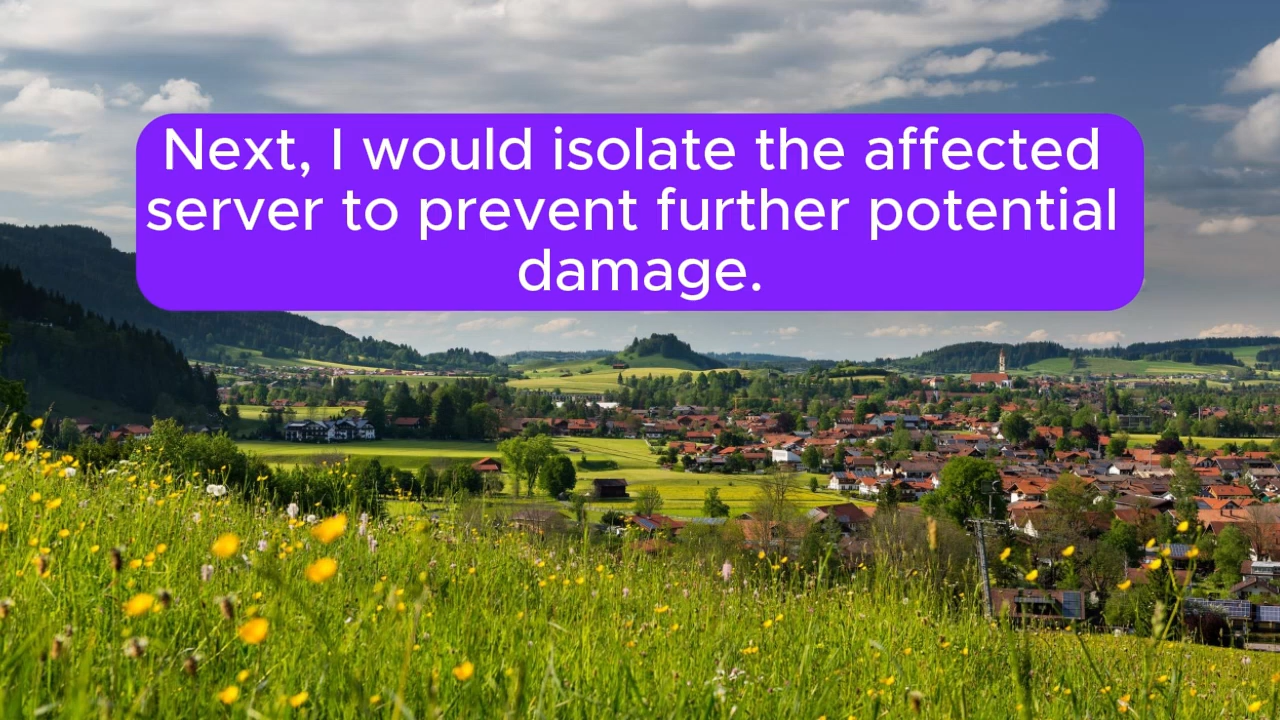 Next, I would isolate the affected
server to prevent further potential
damage.